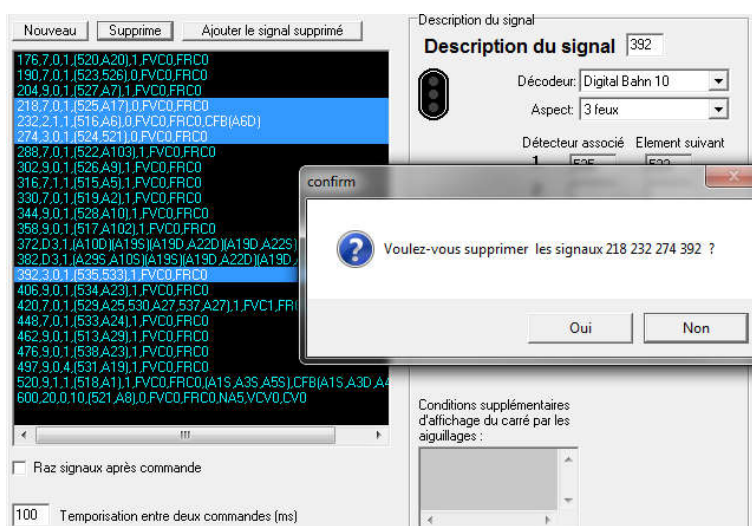 Nouveau
Supprime
Ajouter le signal supprimé
176,7,0,1,(520,A20),1,FVC0,FRC0
190,7,0,1,(523,526),0,FVC0,FRC0
204,9,0,1,(527,A7),1,FVC0,FRC0
218,7,0,1,(525,A17),0,FVC0,FRC0
232,2,1,1,(516,A6),0,FVC0,FRC0,CFB(A6D)
274,3,0,1,(524,521),0,FVC0,FRC0
288,7,0,1,(522,A103),1,FVC0,FRC0
302,9,0,1,(526,A9),1,FVC0,FRC0
316,7,1,1,(515,A5),1,FVC0,FRC0
330,7,0,1,(519,A2),1,FVC0,FRC0
344,9,0,1,(528,A10),1,FVC0,FRC0
358,9,0,1,(517,A102),1,FVC0,FRC0
372,D3,1,(A10D)(A19S)(A19D,A22D)(A19D,A22S)
382,D3,1,(A29S,A10S)(A19S)(A19D,A22D)(A19D,
392,3,0,1,(535,533),1,FVC0,FRC0
406,9,0,1,(534,A23),1,FVC0,FRC0
420,7,0,1,(529,A25,530,A27,537,A27),1,FVC1,FR
448,7,0,1,(533,A24),1,FVC0,FRC0
462,9,0,1,(513,A29),1,FVC0,FRC0
476,9,0,1,(538,A23),1,FVC0,FRC0
497,9,0,4,(531,A19),1,FVC0,FRC0
520,9,1,1,(518,A1),1,FVC0,FRC0,(A1S,A3S,A5S),CFB(A1S,A3D,A4
600,20,0,10,(521,A8),0,FVC0,FRC0,NA5,VCV0,CV0
Raz signaux après commande
100 Temporisation entre deux commandes (ms)
Description du signal
Description du signal 392
Décodeur: Digital Bahn 10
Aspect: 3 feux
Détecteur associé Element suivant
1
confirm
Voulez-vous supprimer les signaux 218 232 274 392 ?
Oui
Non
Conditions supplémentaires
d'affichage du carré par les
aiguillages :